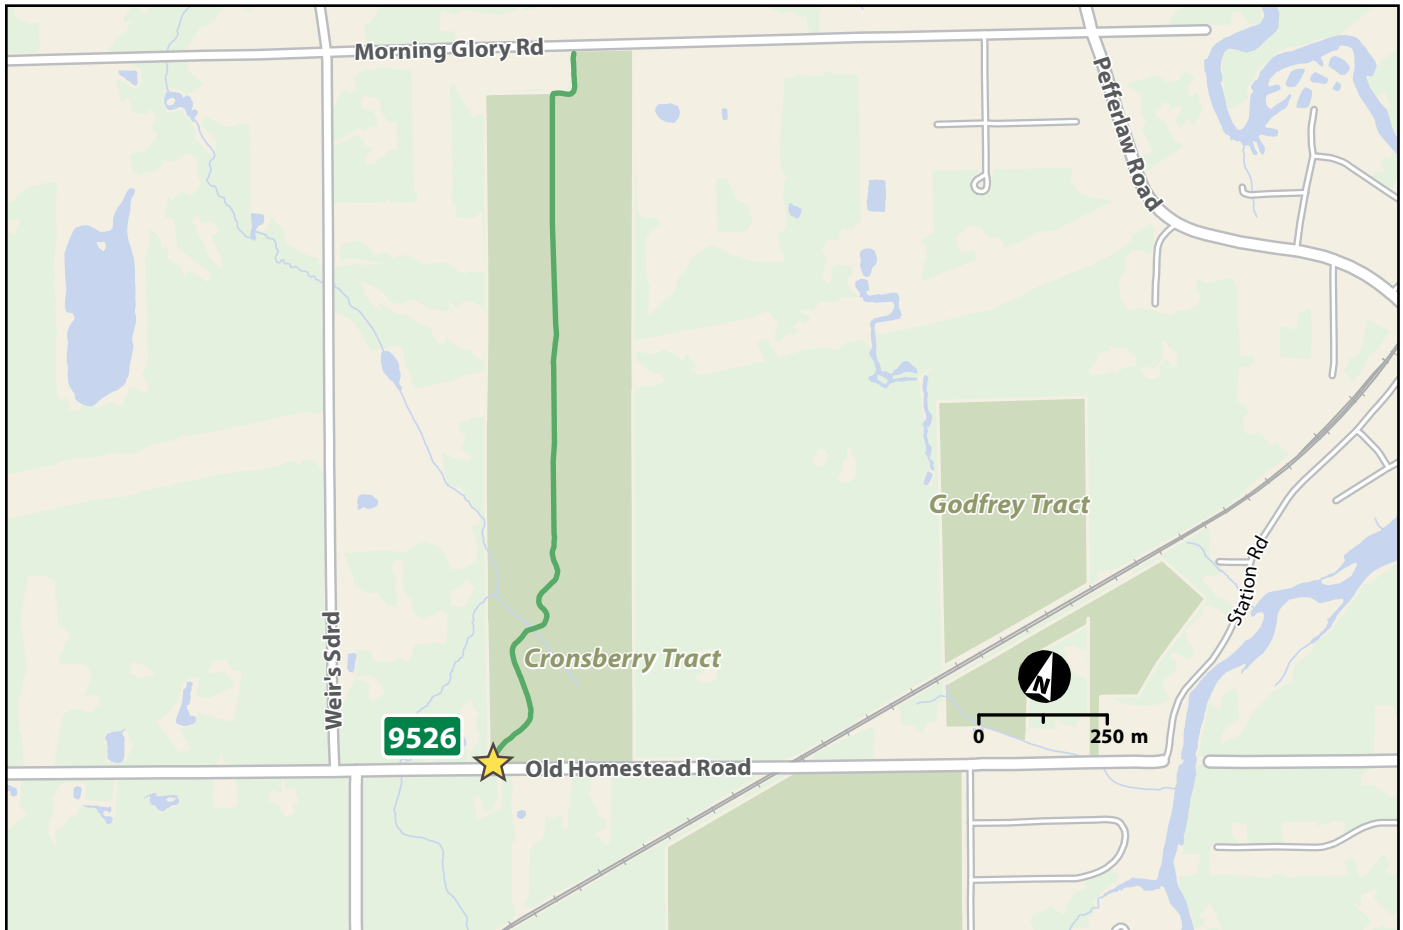 Morning Glory Rd
Pefferlaw Road
Godfrey Tract
Station Rd
Weir's Sdrd
Cronsberry Tract
N
9526
0 250 m
Old Homestead Road